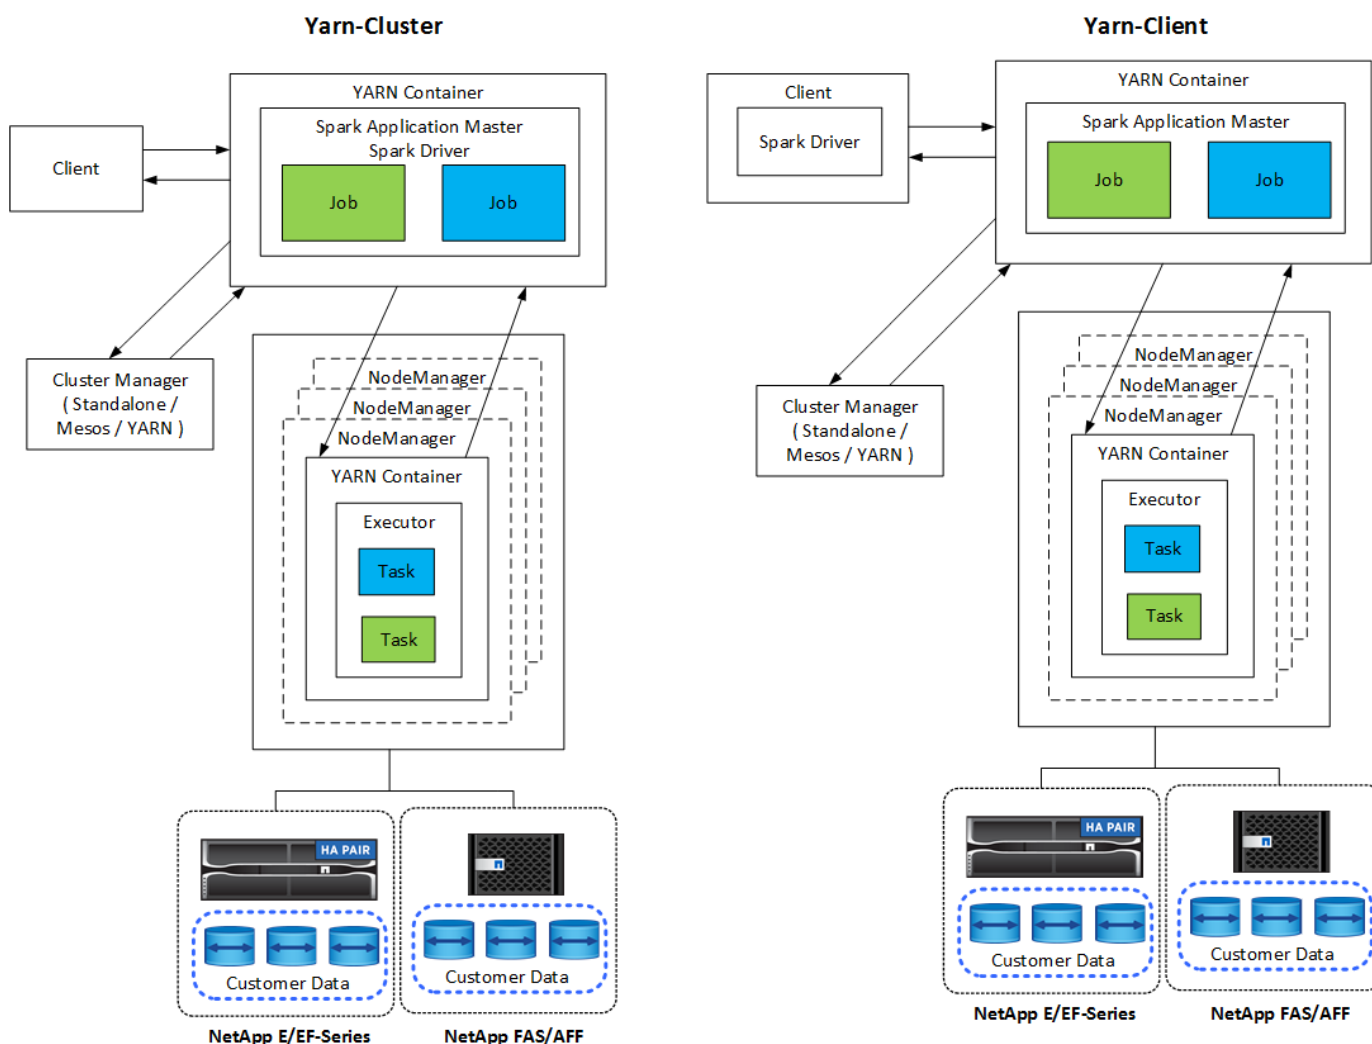 Yarn-Cluster
YARN Container
Spark Application Master
Spark Driver
Job
Job
Client
Cluster Manager
( Standalone /
Mesos / YARN )
NodeManager
NodeManager
NodeManager
YARN Container
Executor
Task
Task
HA PAIR
Customer Data
Customer Data
NetApp E/EF-Series
NetApp FAS/AFF
Yarn-Client
Client
Spark Driver
YARN Container
Spark Application Master
Job
Job
Cluster Manager
( Standalone /
Mesos / YARN )
NodeManager
NodeManager
NodeManager
YARN Container
Executor
Task
Task
HA PAIR
Customer Data
Customer Data
NetApp E/EF-Series
NetApp FAS/AFF